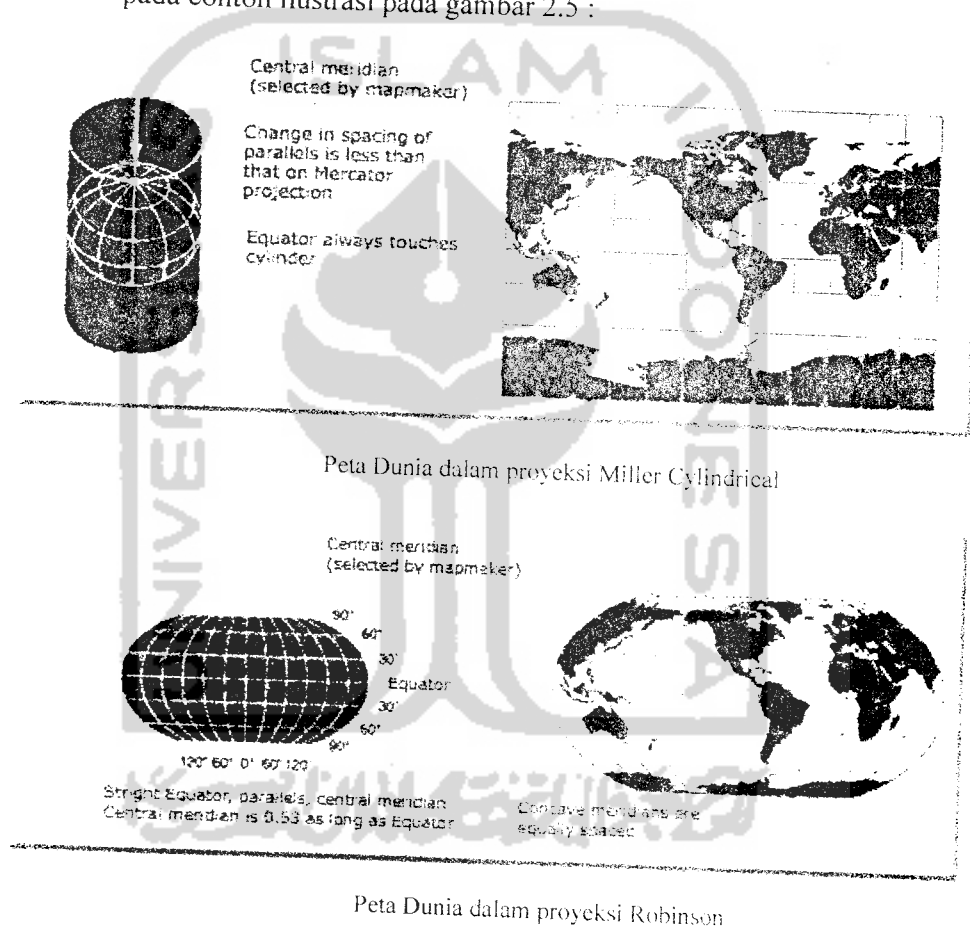 pada contoh ilustrasi pada gambar 2.5 :
ISLAM
UNIVERS
INDONESIA
Central meridian
(selected by mapmaker)
Change in spacing of
parallels is less than
that on Mercator
projection
Equator always touches
cylinder
Peta Dunia dalam proyeksi Miller Cylindrical
Central meridian
(selected by mapmaker)
90°
60°
30°
Equator
30°
60°
90°
120° 60° 0° 60° 120
Stright Equator, parallels, central meridian
Central meridian is 0.53 as long as Equator
Concave meridians are
equally spaced
Peta Dunia dalam proyeksi Robinson